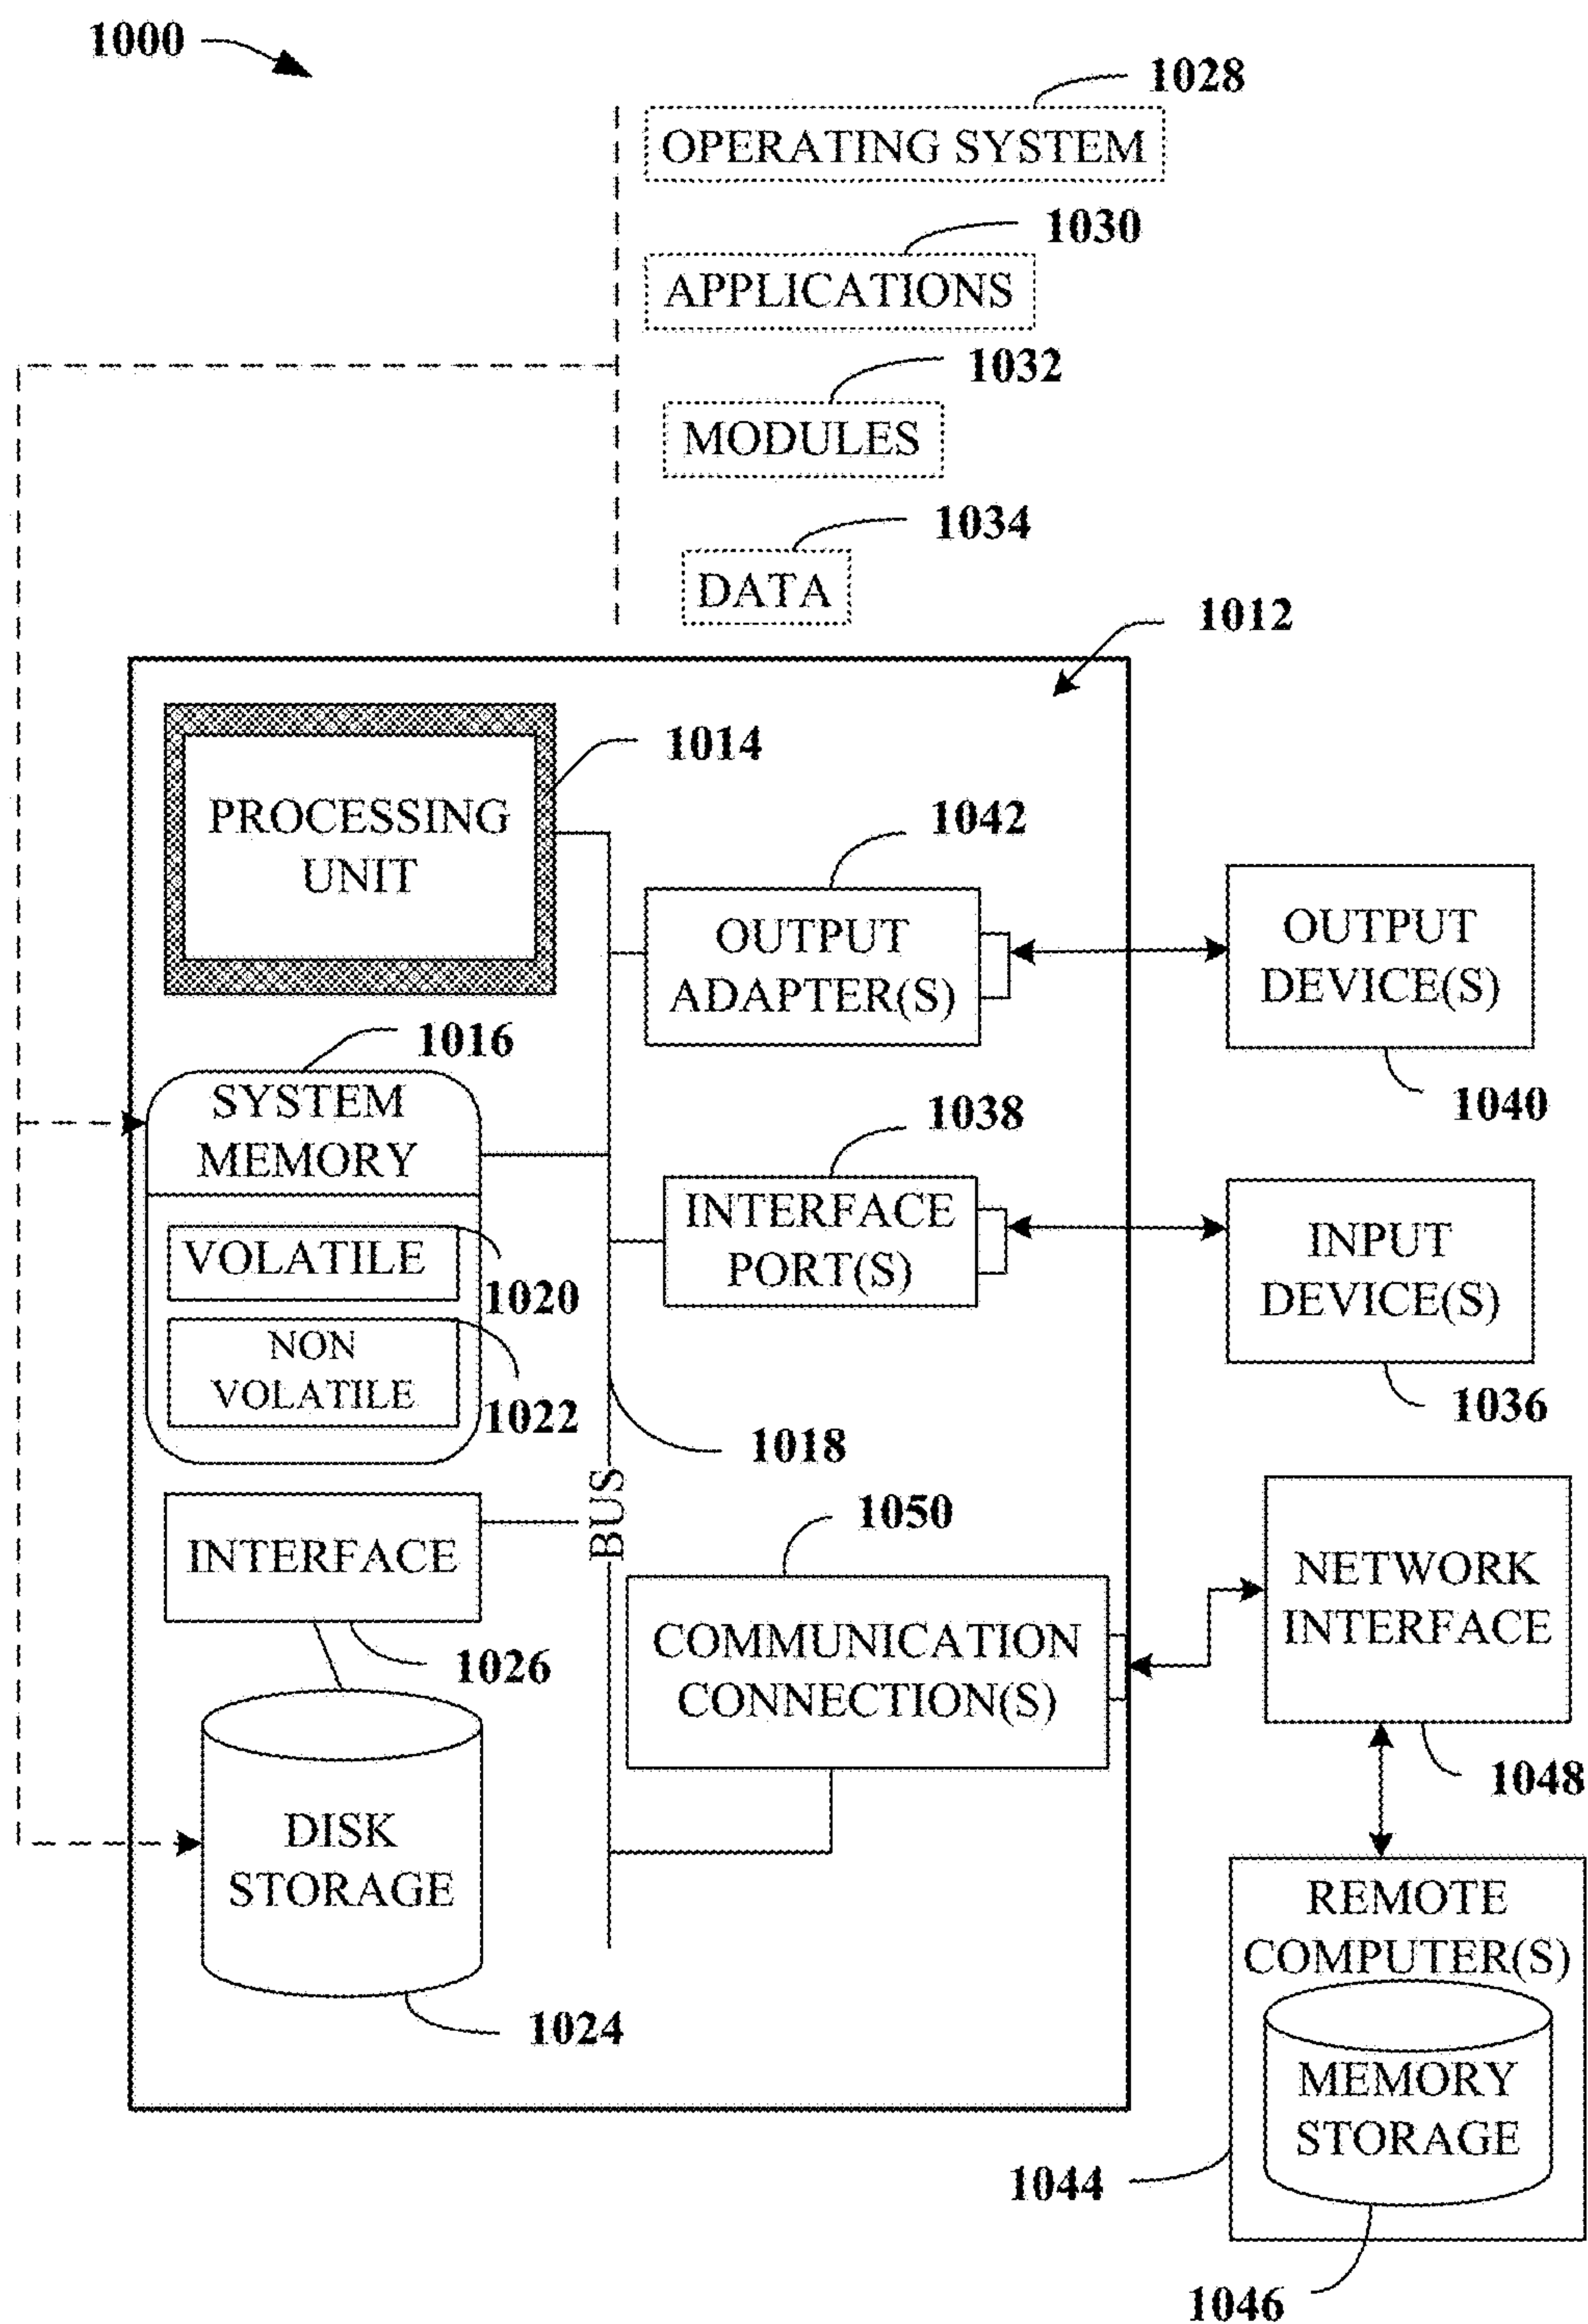 1000
1028
OPERATING SYSTEM
1030
APPLICATIONS
1032
MODULES
1034
DATA
1012
1014
PROCESSING
UNIT
1042
OUTPUT
ADAPTER(S)
OUTPUT
DEVICE(S)
1040
1016
SYSTEM
MEMORY
VOLATILE
1020
NON
VOLATILE
1022
1038
INTERFACE
PORT(S)
INPUT
DEVICE(S)
1036
1018
BUS
INTERFACE
1026
1050
COMMUNICATION
CONNECTION(S)
NETWORK
INTERFACE
1048
DISK
STORAGE
1024
REMOTE
COMPUTER(S)
MEMORY
STORAGE
1044
1046